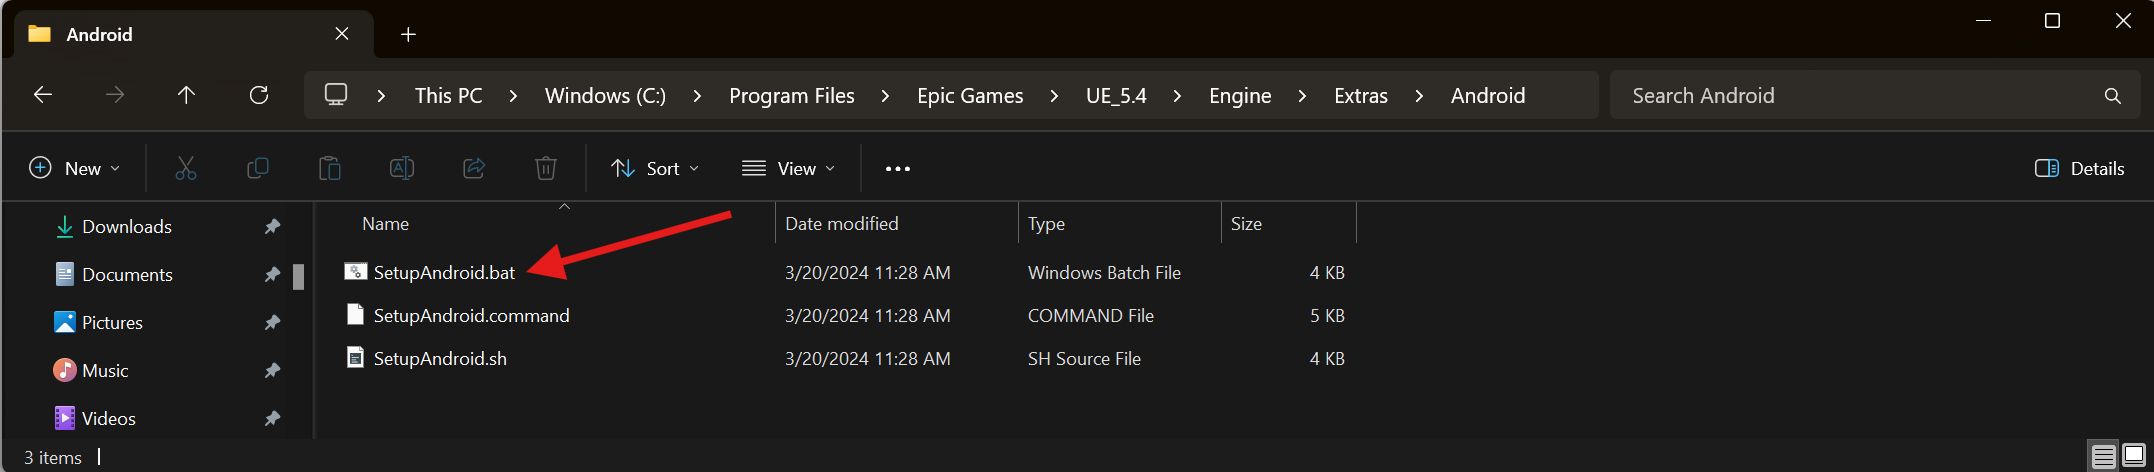 Android
This PC > Windows (C:) > Program Files > Epic Games > UE_5.4 > Engine > Extras > Android
Search Android
New
Sort
View
Details
Downloads
Documents
Pictures
Music
Videos
Name Date modified Type Size
SetupAndroid.bat 3/20/2024 11:28 AM Windows Batch File 4 KB
SetupAndroid.command 3/20/2024 11:28 AM COMMAND File 5 KB
SetupAndroid.sh 3/20/2024 11:28 AM SH Source File 4 KB
3 items